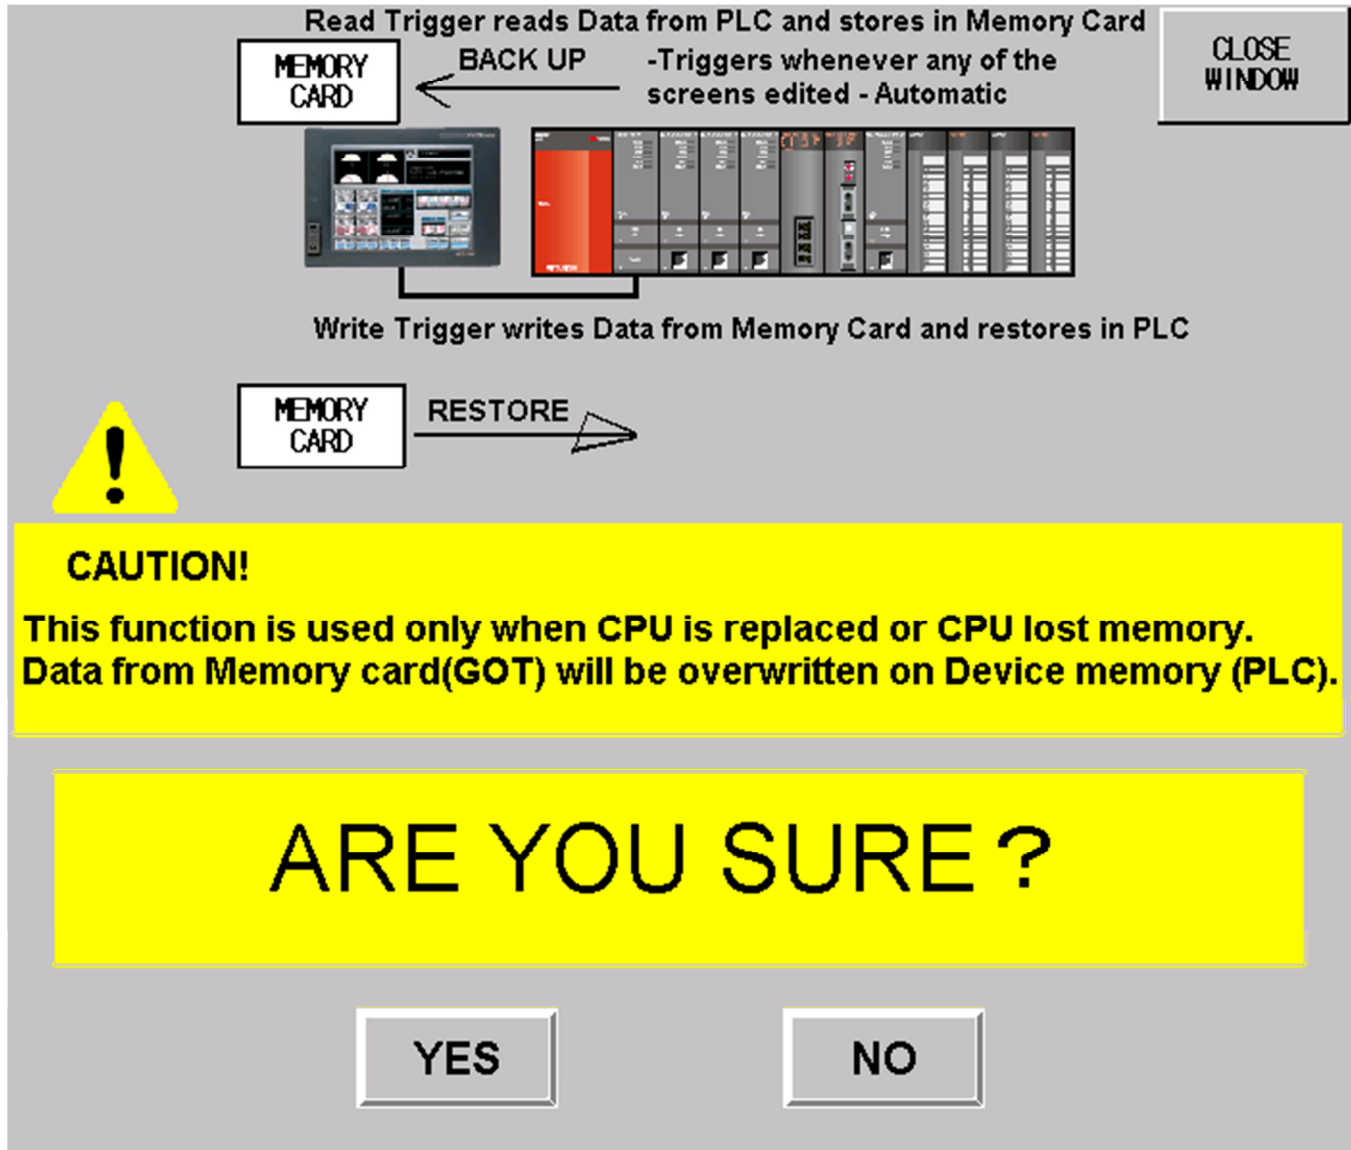 Read Trigger reads Data from PLC and stores in Memory Card
CLOSE
WINDOW
MEMORY
CARD
BACK UP
-Triggers whenever any of the
screens edited - Automatic
Write Trigger writes Data from Memory Card and restores in PLC
MEMORY
CARD
RESTORE
CAUTION!
This function is used only when CPU is replaced or CPU lost memory.
Data from Memory card(GOT) will be overwritten on Device memory (PLC).
ARE YOU SURE ?
YES
NO